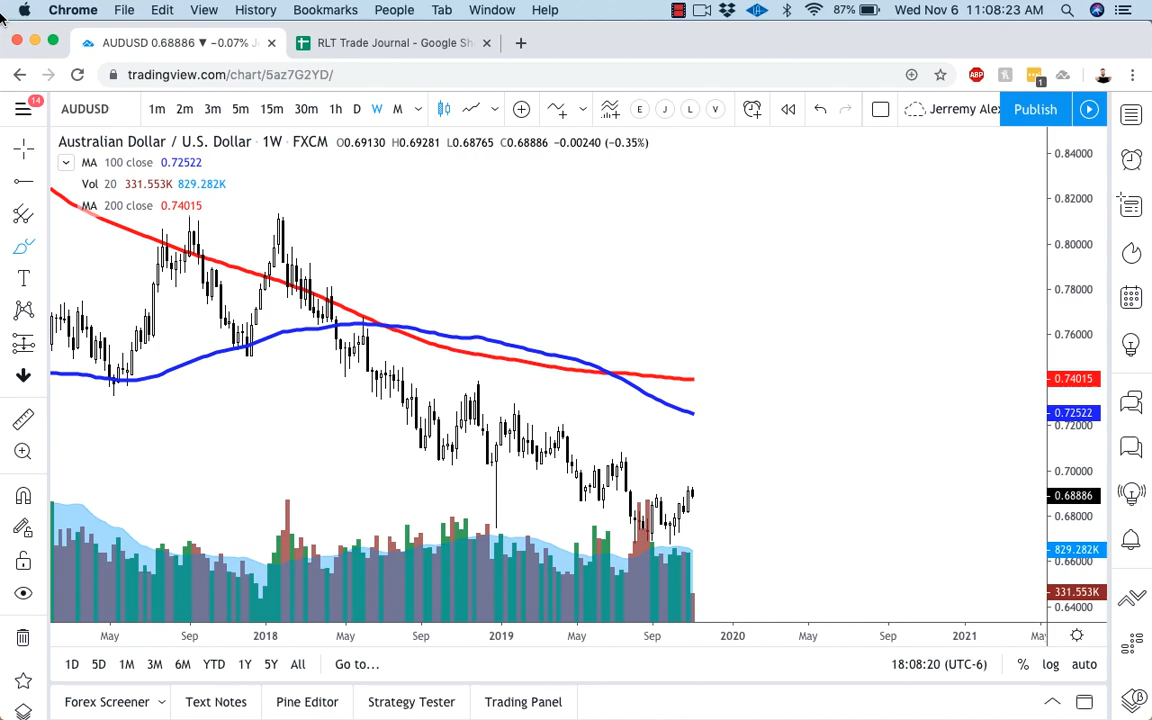 Chrome File Edit View History Bookmarks People Tab Window Help 87% Wed Nov 6 11:08:23 AM
AUDUSD 0.68886 ▼ −0.07% RLT Trade Journal - Google Sh
tradingview.com/chart/5az7G2YD/ ABP 1
14 AUDUSD 1m 2m 3m 5m 15m 30m 1h D W M E J L V Jerremy Ale Publish
Australian Dollar / U.S. Dollar · 1W · FXCM O0.69130 H0.69281 L0.68765 C0.68886 −0.00240 (−0.35%)
MA 100 close 0.72522
Vol 20 331.553K 829.282K
MA 200 close 0.74015
T
0.84000
0.82000
0.80000
0.78000
0.76000
0.74015
0.72522
0.72000
0.70000
0.68886
0.68000
829.282K
0.66000
331.553K
0.64000
May Sep 2018 May Sep 2019 May Sep 2020 May Sep 2021
1D 5D 1M 3M 6M YTD 1Y 5Y All Go to... 18:08:20 (UTC-6) % log auto
Forex Screener Text Notes Pine Editor Strategy Tester Trading Panel